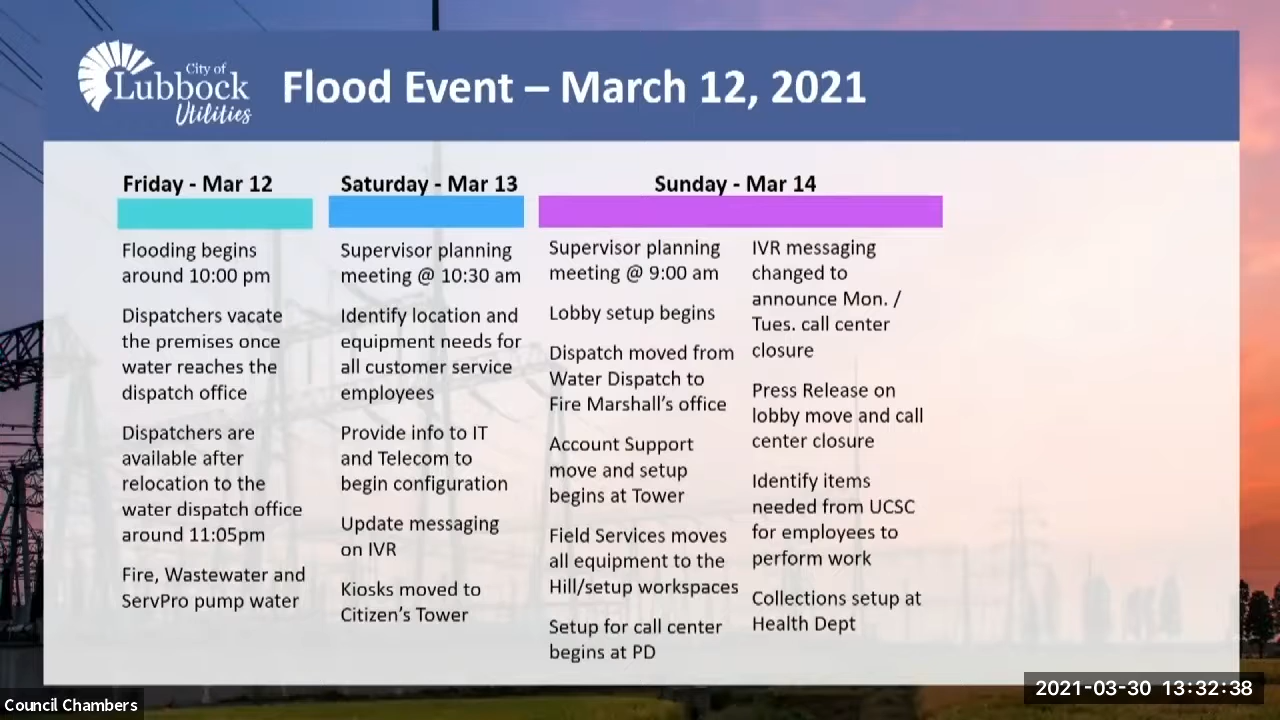 City of
Lubbock
Utilities
Flood Event – March 12, 2021
Friday - Mar 12
Flooding begins
around 10:00 pm
Dispatchers vacate
the premises once
water reaches the
dispatch office
Dispatchers are
available after
relocation to the
water dispatch office
around 11:05pm
Fire, Wastewater and
ServPro pump water
Saturday - Mar 13
Supervisor planning
meeting @ 10:30 am
Identify location and
equipment needs for
all customer service
employees
Provide info to IT
and Telecom to
begin configuration
Update messaging
on IVR
Kiosks moved to
Citizen’s Tower
Sunday - Mar 14
Supervisor planning
meeting @ 9:00 am
Lobby setup begins
Dispatch moved from
Water Dispatch to
Fire Marshall’s office
Account Support
move and setup
begins at Tower
Field Services moves
all equipment to the
Hill/setup workspaces
Setup for call center
begins at PD
IVR messaging
changed to
announce Mon. /
Tues. call center
closure
Press Release on
lobby move and call
center closure
Identify items
needed from UCSC
for employees to
perform work
Collections setup at
Health Dept
Council Chambers
2021-03-30 13:32:38